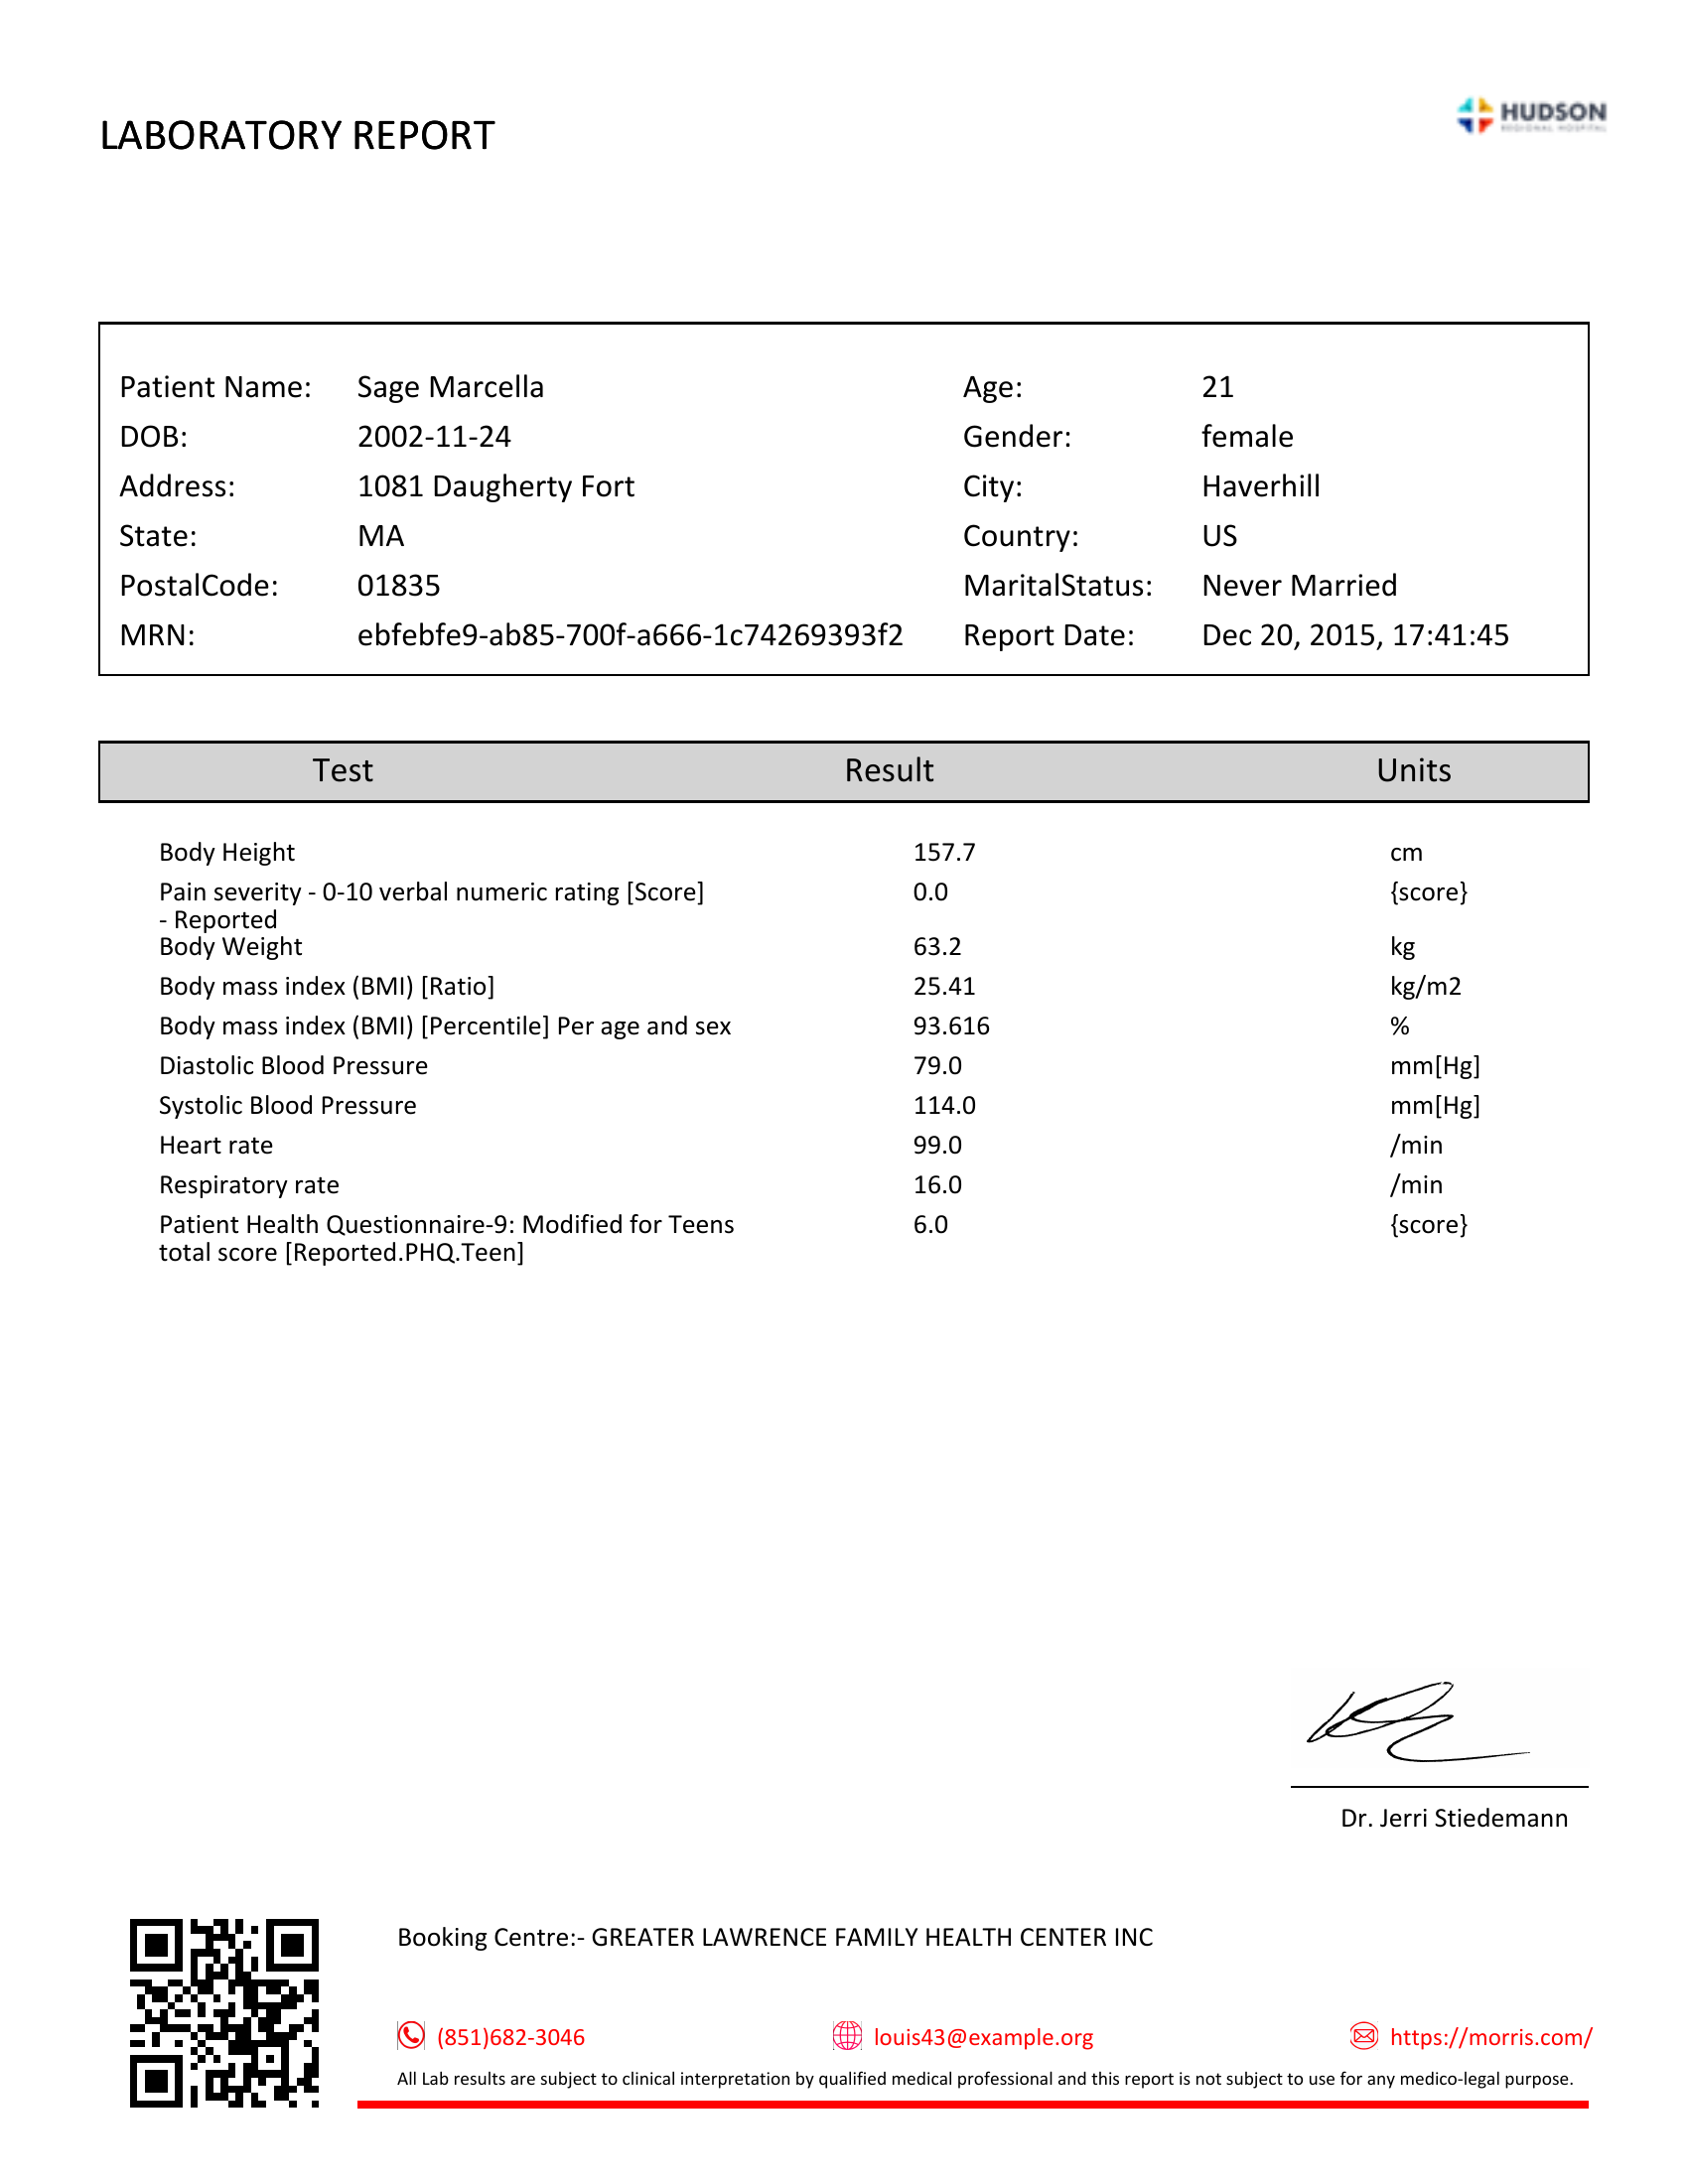 LABORATORY REPORT
HUDSON
REGIONAL HOSPITAL
Patient Name: Sage Marcella Age: 21
DOB: 2002-11-24 Gender: female
Address: 1081 Daugherty Fort City: Haverhill
State: MA Country: US
PostalCode: 01835 MaritalStatus: Never Married
MRN: ebfebfe9-ab85-700f-a666-1c74269393f2 Report Date: Dec 20, 2015, 17:41:45
Test Result Units
Body Height 157.7 cm
Pain severity - 0-10 verbal numeric rating [Score] 0.0 {score}
- Reported
Body Weight 63.2 kg
Body mass index (BMI) [Ratio] 25.41 kg/m2
Body mass index (BMI) [Percentile] Per age and sex 93.616 %
Diastolic Blood Pressure 79.0 mm[Hg]
Systolic Blood Pressure 114.0 mm[Hg]
Heart rate 99.0 /min
Respiratory rate 16.0 /min
Patient Health Questionnaire-9: Modified for Teens 6.0 {score}
total score [Reported.PHQ.Teen]
Dr. Jerri Stiedemann
Booking Centre:- GREATER LAWRENCE FAMILY HEALTH CENTER INC
(851)682-3046 louis43@example.org https://morris.com/
All Lab results are subject to clinical interpretation by qualified medical professional and this report is not subject to use for any medico-legal purpose.